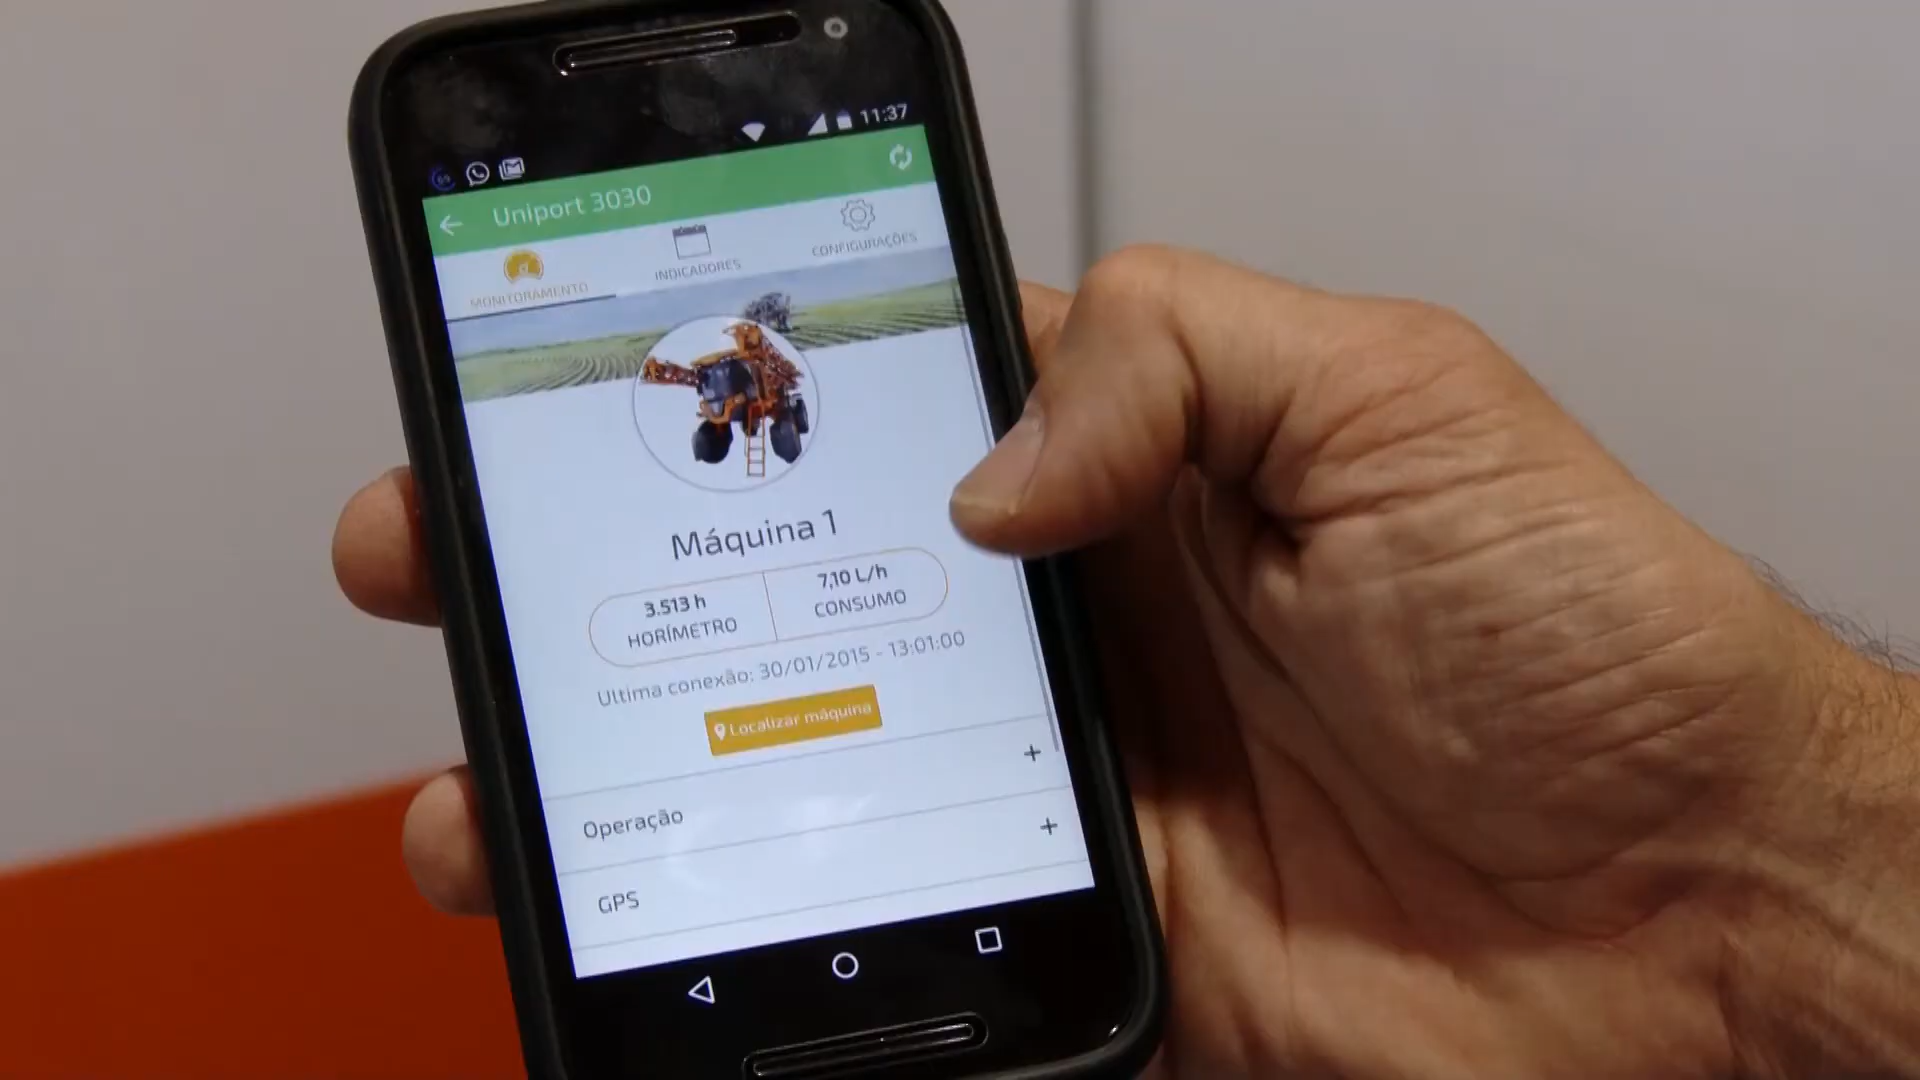 11:37
Uniport 3030
MONITORAMENTO
INDICADORES
CONFIGURAÇÕES
Máquina 1
3.513 h
HORÍMETRO
7,10 L/h
CONSUMO
Ultima conexão: 30/01/2015 - 13:01:00
Localizar máquina
Operação +
GPS +